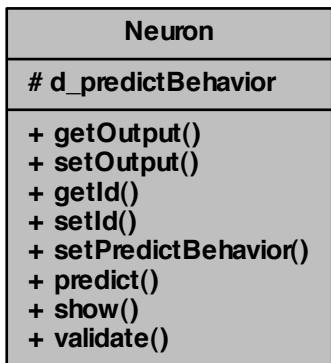 Neuron
# d_predictBehavior
+ getOutput()
+ setOutput()
+ getId()
+ setId()
+ setPredictBehavior()
+ predict()
+ show()
+ validate()